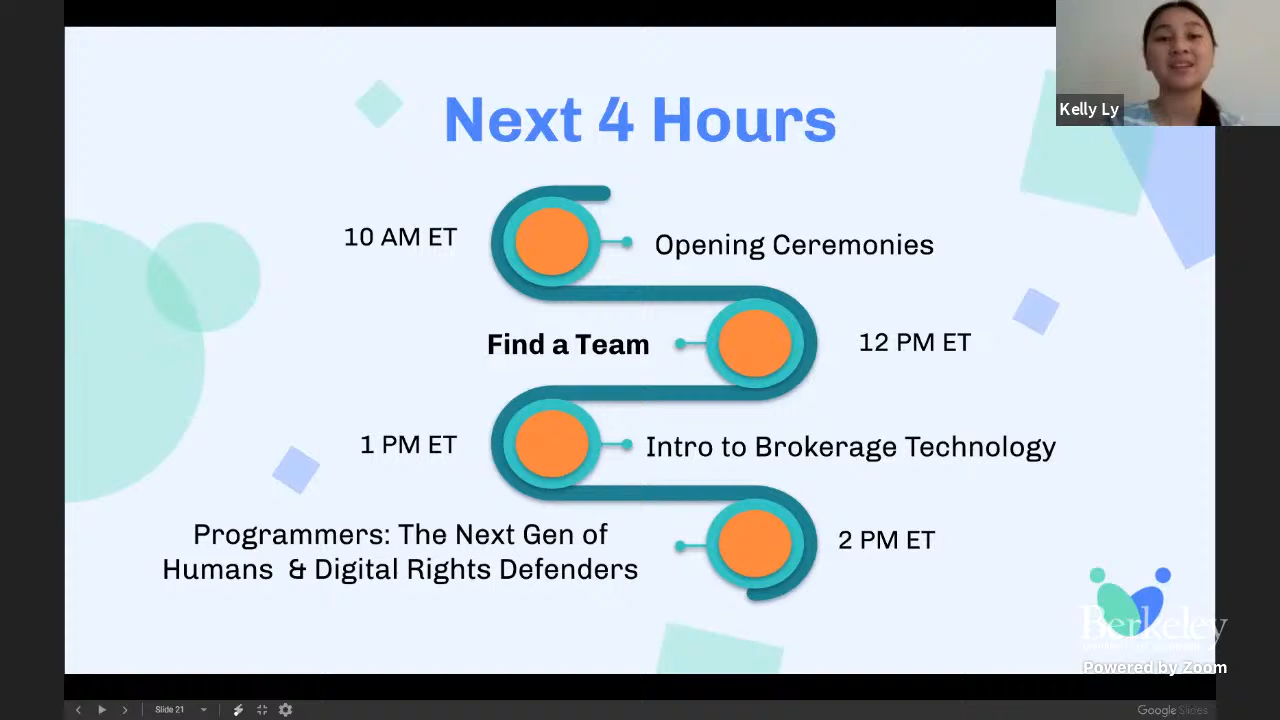 Next 4 Hours
Kelly Ly
10 AM ET
Opening Ceremonies
Find a Team
12 PM ET
1 PM ET
Intro to Brokerage Technology
Programmers: The Next Gen of
Humans & Digital Rights Defenders
2 PM ET
Berkeley
Powered by Zoom
Slide 21
Google Slides